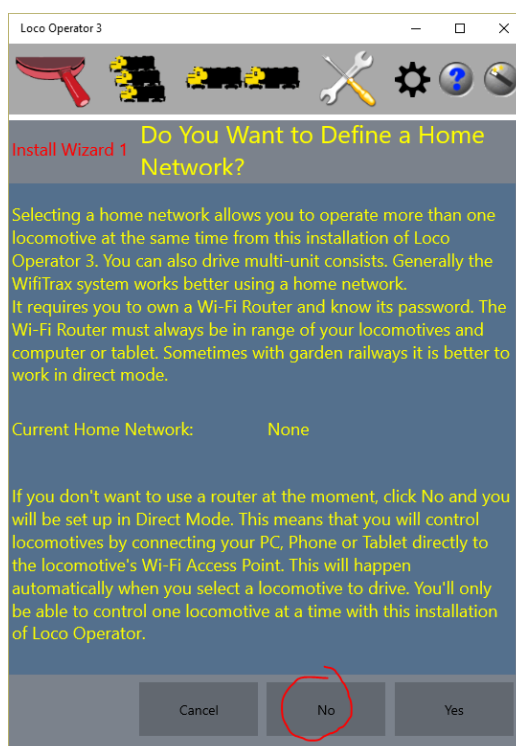 Loco Operator 3
Install Wizard 1
Do You Want to Define a Home
Network?
Selecting a home network allows you to operate more than one
locomotive at the same time from this installation of Loco
Operator 3. You can also drive multi-unit consists. Generally the
WifiTrax system works better using a home network.
It requires you to own a Wi-Fi Router and know its password. The
Wi-Fi Router must always be in range of your locomotives and
computer or tablet. Sometimes with garden railways it is better to
work in direct mode.
Current Home Network: None
If you don't want to use a router at the moment, click No and you
will be set up in Direct Mode. This means that you will control
locomotives by connecting your PC, Phone or Tablet directly to
the locomotive's Wi-Fi Access Point. This will happen
automatically when you select a locomotive to drive. You'll only
be able to control one locomotive at a time with this installation
of Loco Operator.
Cancel No Yes